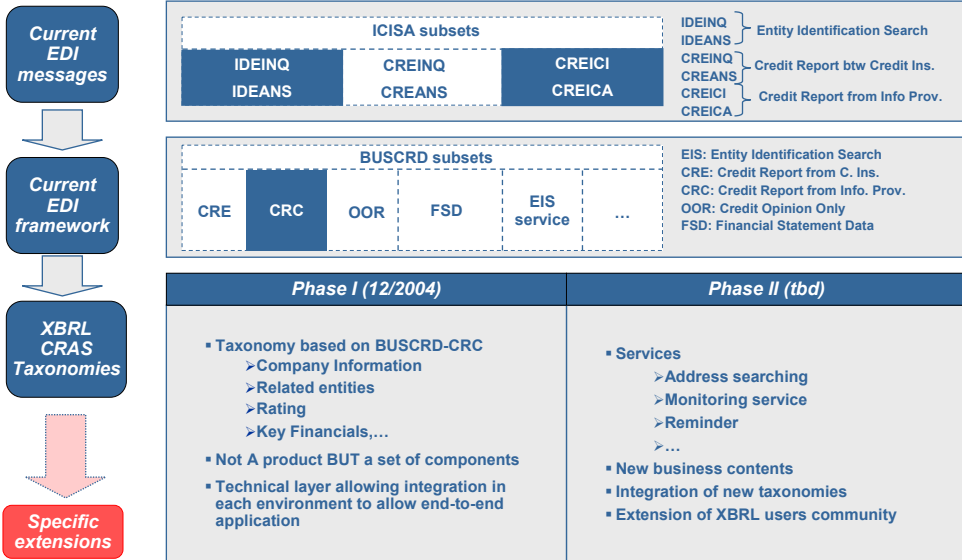 Current
EDI
messages
ICISA subsets
IDEINQ
IDEANS
CREINQ
CREANS
CREICI
CREICA
IDEINQ
IDEANS
Entity Identification Search
CREINQ
CREANS
Credit Report btw Credit Ins.
CREICI
CREICA
Credit Report from Info Prov.
Current
EDI
framework
BUSCRD subsets
CRE
CRC
OOR
FSD
EIS
service
…
EIS: Entity Identification Search
CRE: Credit Report from C. Ins.
CRC: Credit Report from Info. Prov.
OOR: Credit Opinion Only
FSD: Financial Statement Data
XBRL
CRAS
Taxonomies
Phase I (12/2004)
▪ Taxonomy based on BUSCRD-CRC
➢Company Information
➢Related entities
➢Rating
➢Key Financials,…
▪ Not A product BUT a set of components
▪ Technical layer allowing integration in
each environment to allow end-to-end
application
Phase II (tbd)
▪ Services
➢Address searching
➢Monitoring service
➢Reminder
➢…
▪ New business contents
▪ Integration of new taxonomies
▪ Extension of XBRL users community
Specific
extensions